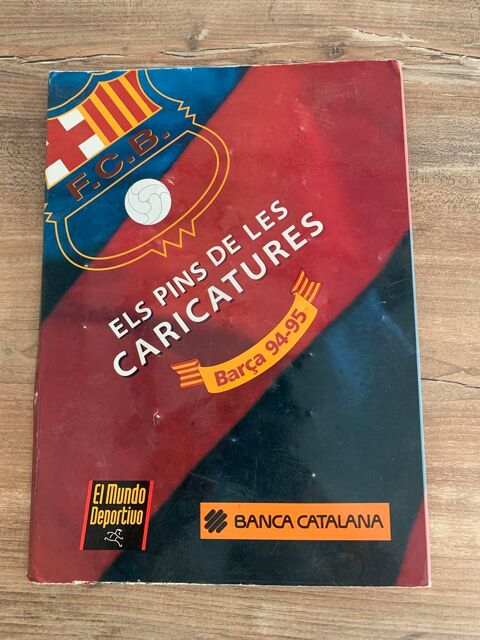 F.C.B.
ELS PINS DE LES
CARICATURES
Barça 94-95
El Mundo
Deportivo
BANCA CATALANA